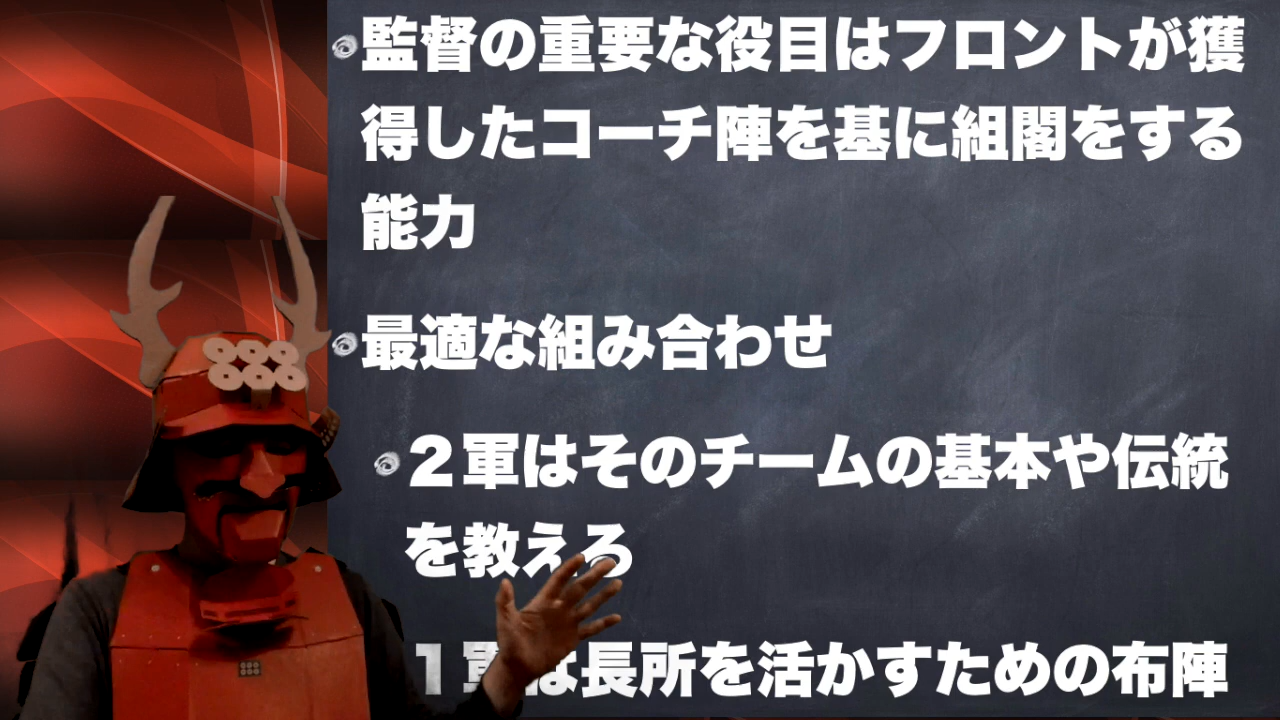 監督の重要な役目はフロントが獲
得したコーチ陣を基に組閣をする
能力
最適な組み合わせ
２軍はそのチームの基本や伝統
を教えろ
１軍は長所を活かすための布陣